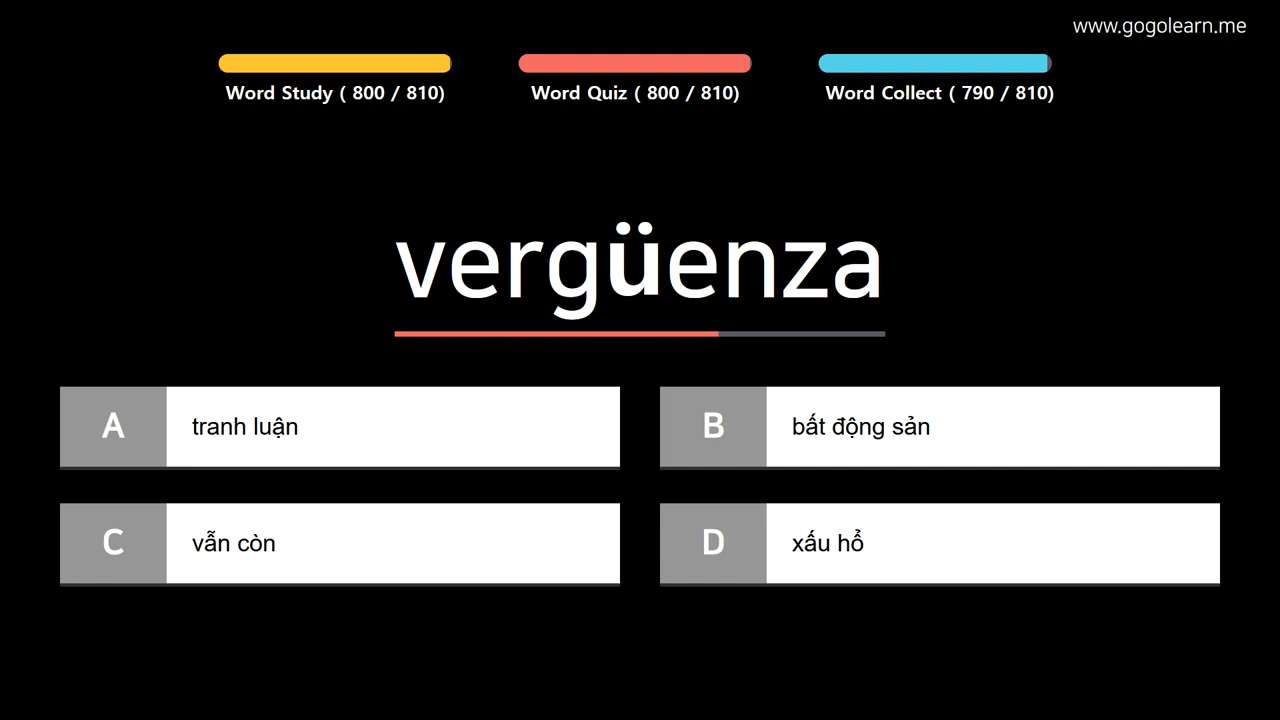 www.gogolearn.me
Word Study ( 800 / 810)
Word Quiz ( 800 / 810)
Word Collect ( 790 / 810)
vergüenza
A tranh luận
B bất động sản
C vẫn còn
D xấu hổ